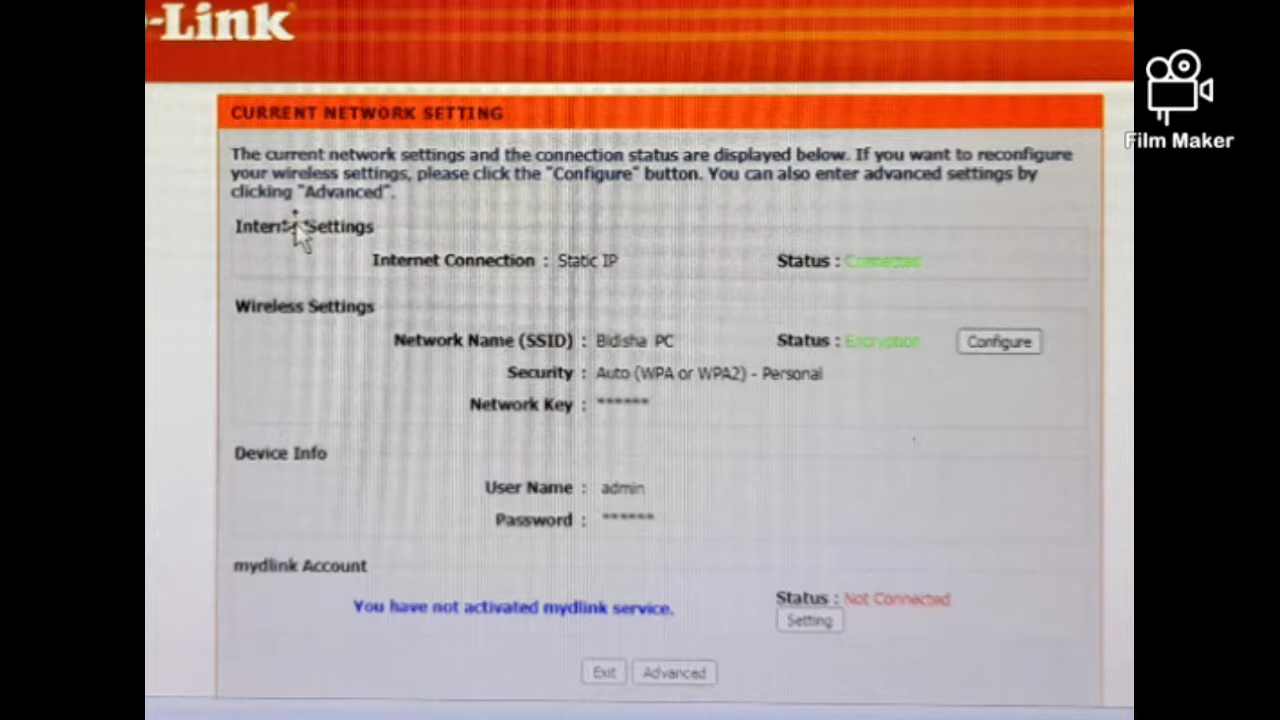 -Link
Film Maker
CURRENT NETWORK SETTING
The current network settings and the connection status are displayed below. If you want to reconfigure
your wireless settings, please click the "Configure" button. You can also enter advanced settings by
clicking "Advanced".
Settings
Internet Connection : Static IP Status : Connected
Wireless Settings
Network Name (SSID) : Bidisha PC Status : Encryption Configure
Security : Auto (WPA or WPA2) - Personal
Network Key : ******
Device Info
User Name : admin
Password : ******
mydlink Account
You have not activated mydlink service. Status : Not Connected
Setting
Exit Advanced